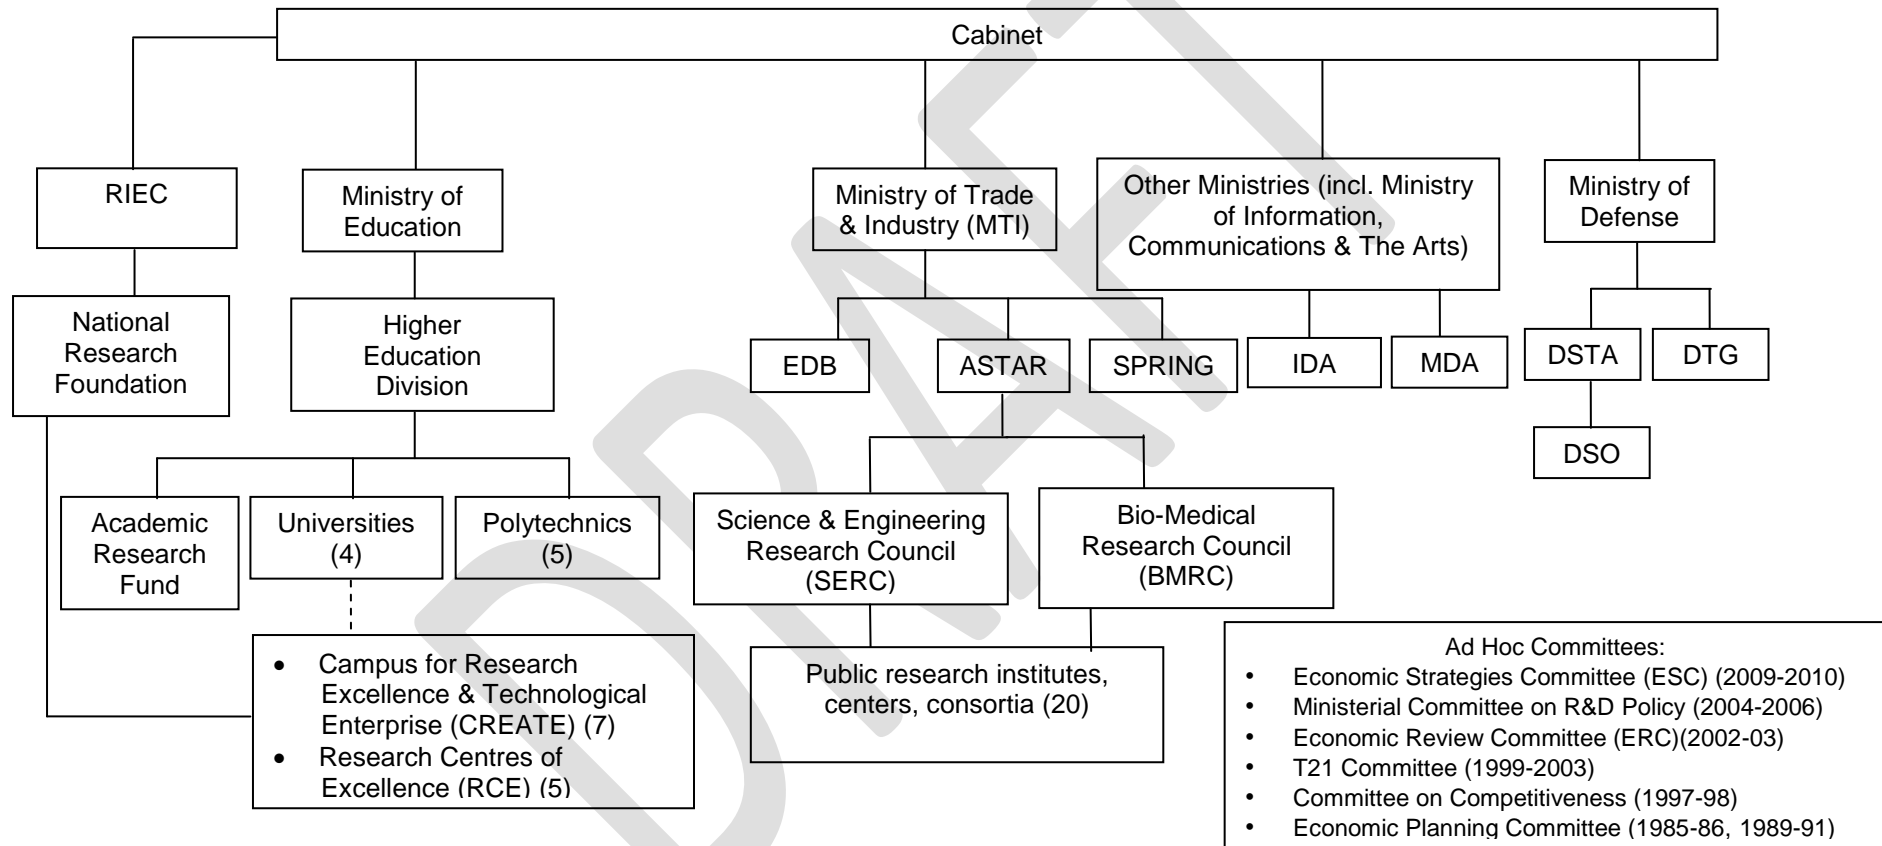 Cabinet
RIEC
Ministry of
Education
Ministry of Trade
& Industry (MTI)
Other Ministries (incl. Ministry
of Information,
Communications & The Arts)
Ministry of
Defense
National
Research
Foundation
Higher
Education
Division
EDB
ASTAR
SPRING
IDA
MDA
DSTA
DTG
DSO
Academic
Research
Fund
Universities
(4)
Polytechnics
(5)
Science & Engineering
Research Council
(SERC)
Bio-Medical
Research Council
(BMRC)
• Campus for Research
Excellence & Technological
Enterprise (CREATE) (7)
• Research Centres of
Excellence (RCE) (5)
Public research institutes,
centers, consortia (20)
Ad Hoc Committees:
• Economic Strategies Committee (ESC) (2009-2010)
• Ministerial Committee on R&D Policy (2004-2006)
• Economic Review Committee (ERC)(2002-03)
• T21 Committee (1999-2003)
• Committee on Competitiveness (1997-98)
• Economic Planning Committee (1985-86, 1989-91)
DRAFT